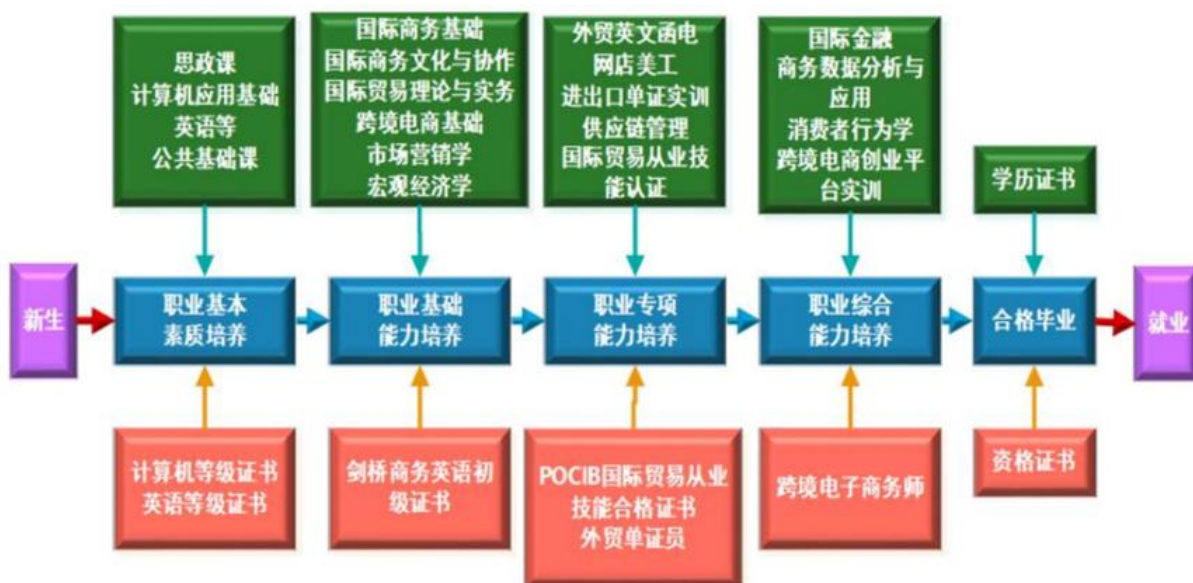 思政课
计算机应用基础
英语等
公共基础课
国际商务基础
国际商务文化与协作
国际贸易理论与实务
跨境电商基础
市场营销学
宏观经济学
外贸英文函电
网店美工
进出口单证实训
供应链管理
国际贸易从业技
能认证
国际金融
商务数据分析与
应用
消费者行为学
跨境电商创业平
台实训
学历证书
新生
职业基本
素质培养
职业基础
能力培养
职业专项
能力培养
职业综合
能力培养
合格毕业
就业
计算机等级证书
英语等级证书
剑桥商务英语初
级证书
POCIB国际贸易从业
技能合格证书
外贸单证员
跨境电子商务师
资格证书